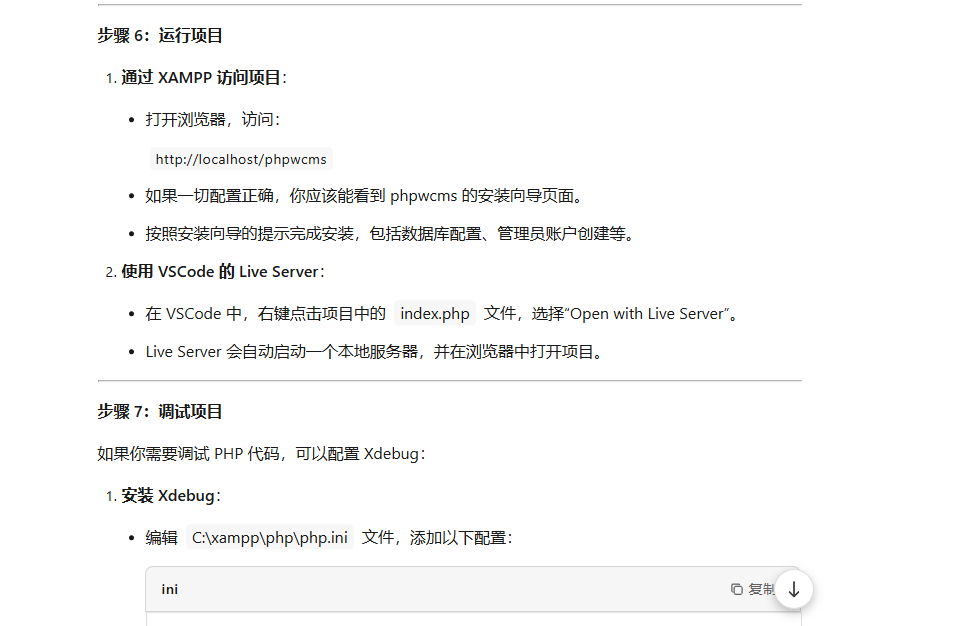 步骤 6：运行项目
1. 通过 XAMPP 访问项目：
• 打开浏览器，访问：
http://localhost/phpwcms
• 如果一切配置正确，你应该能看到 phpwcms 的安装向导页面。
• 按照安装向导的提示完成安装，包括数据库配置、管理员账户创建等。
2. 使用 VSCode 的 Live Server：
• 在 VSCode 中，右键点击项目中的 index.php 文件，选择“Open with Live Server”。
• Live Server 会自动启动一个本地服务器，并在浏览器中打开项目。
步骤 7：调试项目
如果你需要调试 PHP 代码，可以配置 Xdebug：
1. 安装 Xdebug：
• 编辑 C:\xampp\php\php.ini 文件，添加以下配置：
ini 复制